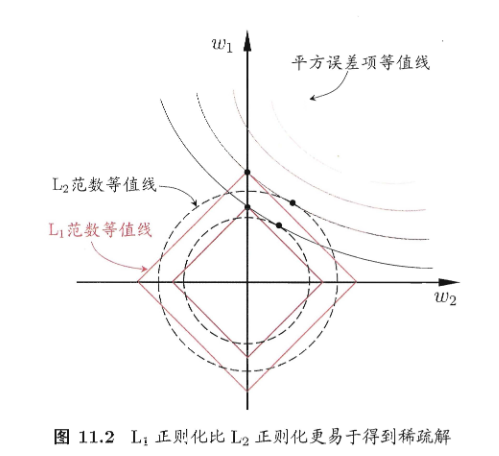 w₁
平方误差项等值线
L₂范数等值线
L₁范数等值线
w₂
图 11.2 L₁ 正则化比 L₂ 正则化更易于得到稀疏解